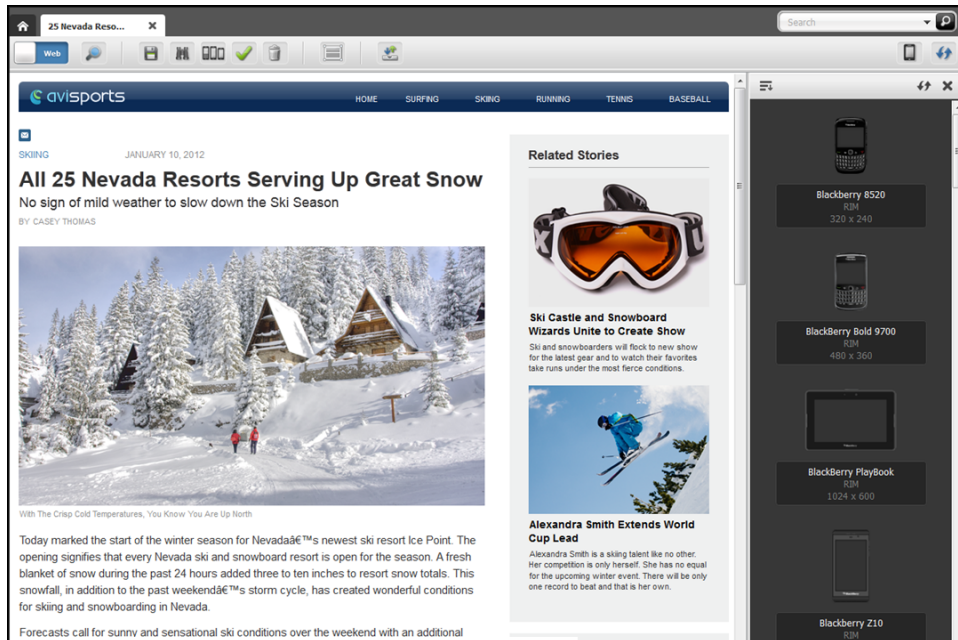 25 Nevada Reso...
Search
Web
avisports
HOME SURFING SKIING RUNNING TENNIS BASEBALL
SKIING JANUARY 10, 2012
All 25 Nevada Resorts Serving Up Great Snow
No sign of mild weather to slow down the Ski Season
BY CASEY THOMAS
With The Crisp Cold Temperatures, You Know You Are Up North
Today marked the start of the winter season for Nevadaâ€™s newest ski resort Ice Point. The
opening signifies that every Nevada ski and snowboard resort is open for the season. A fresh
blanket of snow during the past 24 hours added three to ten inches to resort snow totals. This
snowfall, in addition to the past weekendâ€™s storm cycle, has created wonderful conditions
for skiing and snowboarding in Nevada.
Forecasts call for sunny and sensational ski conditions over the weekend with an additional
Related Stories
Ski Castle and Snowboard
Wizards Unite to Create Show
Ski and snowboarders will flock to new show
for the latest gear and to watch their favorites
take runs under the most fierce conditions.
Alexandra Smith Extends World
Cup Lead
Alexandra Smith is a skiing talent like no other.
Her competition is only herself. She has no equal
for the upcoming winter event. There will be only
one record to beat and that is her own.
Blackberry 8520
RIM
320 x 240
BlackBerry Bold 9700
RIM
480 x 360
BlackBerry PlayBook
RIM
1024 x 600
Blackberry Z10
RIM